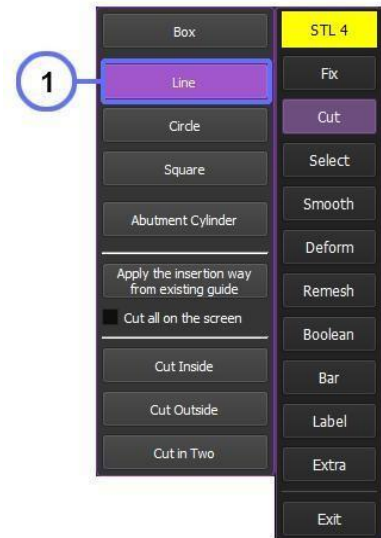 1
Box
Line
Circle
Square
Abutment Cylinder
Apply the insertion way
from existing guide
Cut all on the screen
Cut Inside
Cut Outside
Cut in Two
STL 4
Fix
Cut
Select
Smooth
Deform
Remesh
Boolean
Bar
Label
Extra
Exit